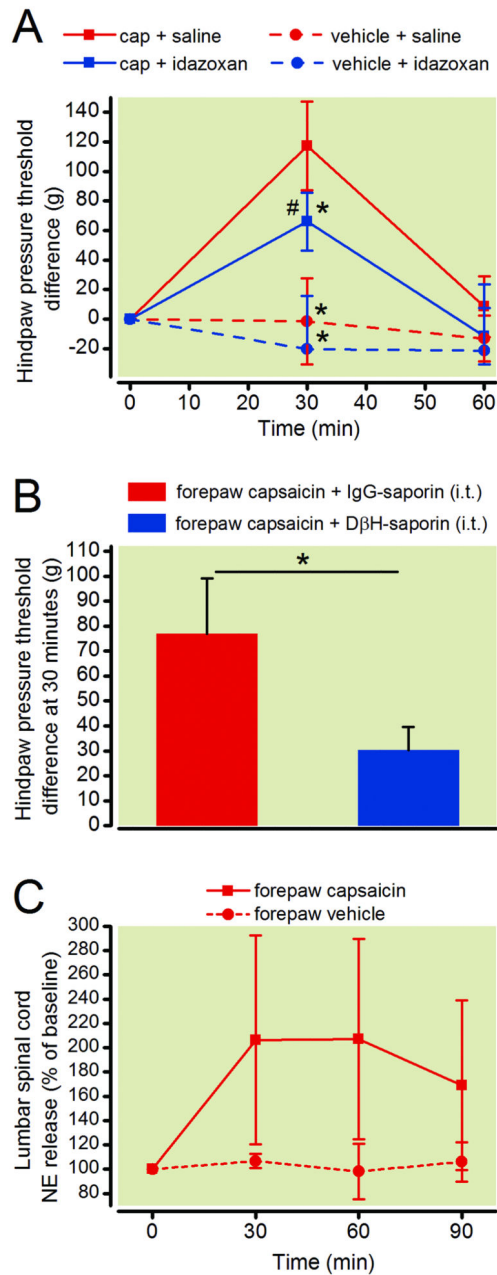 A
cap + saline
vehicle + saline
cap + idazoxan
vehicle + idazoxan
Hindpaw pressure threshold
difference (g)
140
120
100
80
60
40
20
0
-20
# *
*
*
0 10 20 30 40 50 60
Time (min)
B
forepaw capsaicin + IgG-saporin (i.t.)
forepaw capsaicin + DβH-saporin (i.t.)
Hindpaw pressure threshold
difference at 30 minutes (g)
110
100
90
80
70
60
50
40
30
20
10
0
*
C
forepaw capsaicin
forepaw vehicle
Lumbar spinal cord
NE release (% of baseline)
300
280
260
240
220
200
180
160
140
120
100
80
0 30 60 90
Time (min)